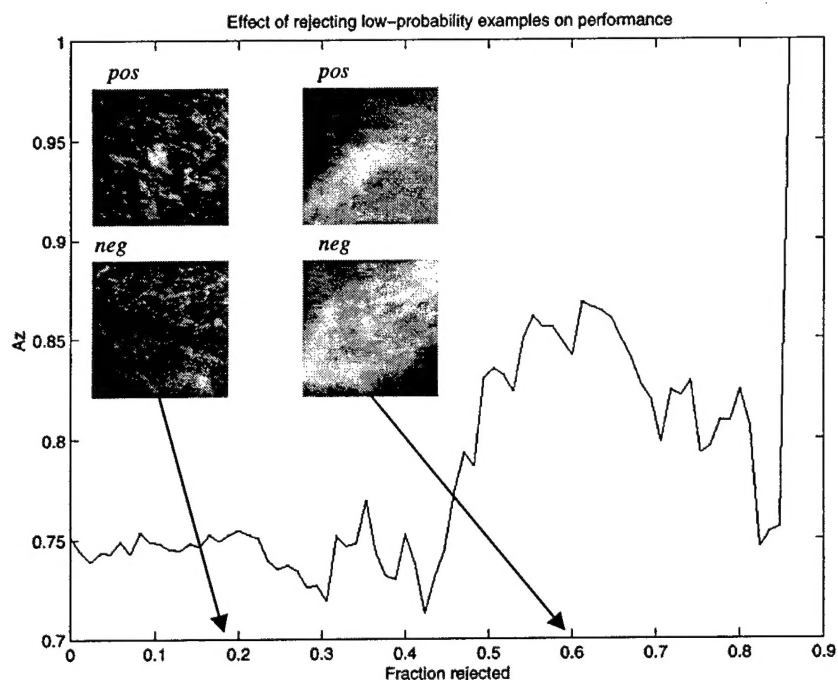 Effect of rejecting low-probability examples on performance
1
0.95
0.9
0.85
0.8
0.75
0.7
Az
pos
pos
neg
neg
0
0.1
0.2
0.3
0.4
0.5
0.6
0.7
0.8
0.9
Fraction rejected